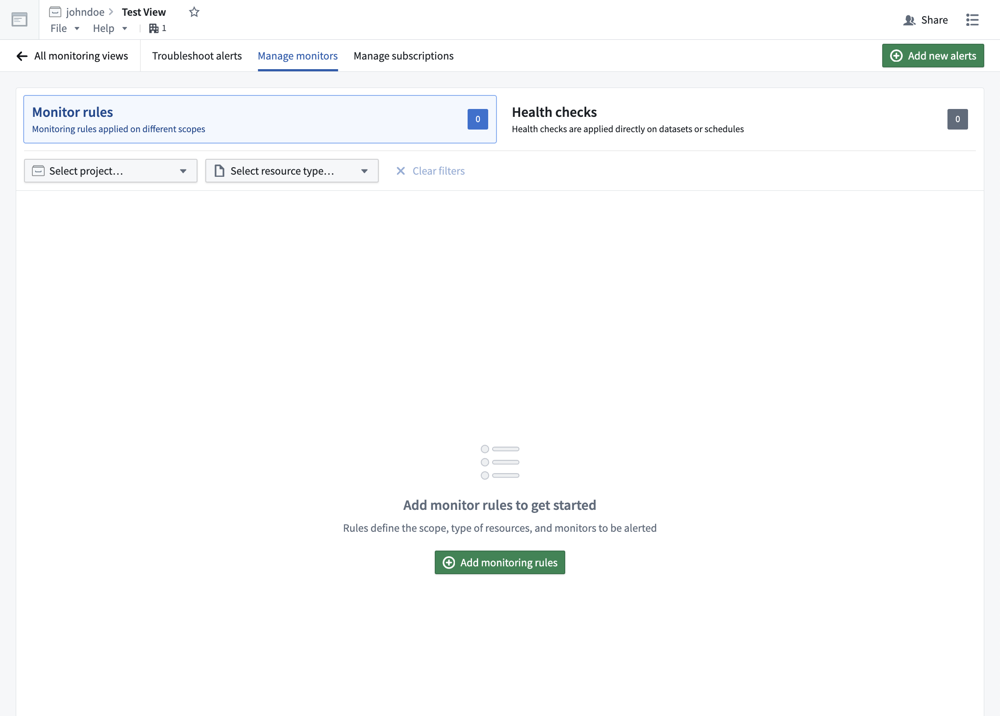 johndoe > Test View
File Help 1
Share
All monitoring views
Troubleshoot alerts
Manage monitors
Manage subscriptions
Add new alerts
Monitor rules
Monitoring rules applied on different scopes
0
Health checks
Health checks are applied directly on datasets or schedules
0
Select project...
Select resource type...
Clear filters
Add monitor rules to get started
Rules define the scope, type of resources, and monitors to be alerted
Add monitoring rules